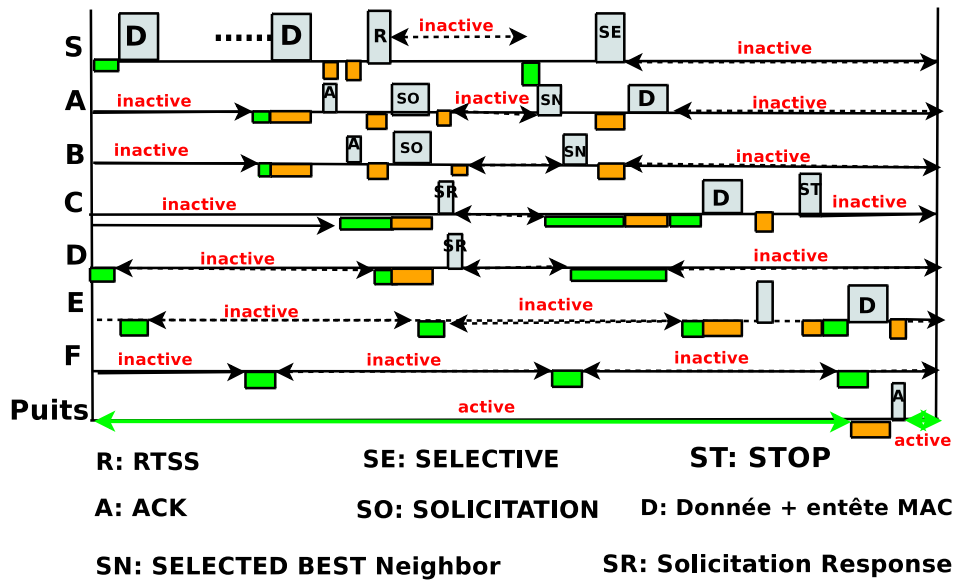 S D D R inactive SE inactive
A inactive A SO inactive SN D inactive
B inactive A SO SN inactive
C inactive SR D ST inactive
D inactive SR inactive inactive
E inactive inactive D
F inactive inactive inactive
Puits active A active
R: RTSS SE: SELECTIVE ST: STOP
A: ACK SO: SOLICITATION D: Donnée + entête MAC
SN: SELECTED BEST Neighbor SR: Solicitation Response